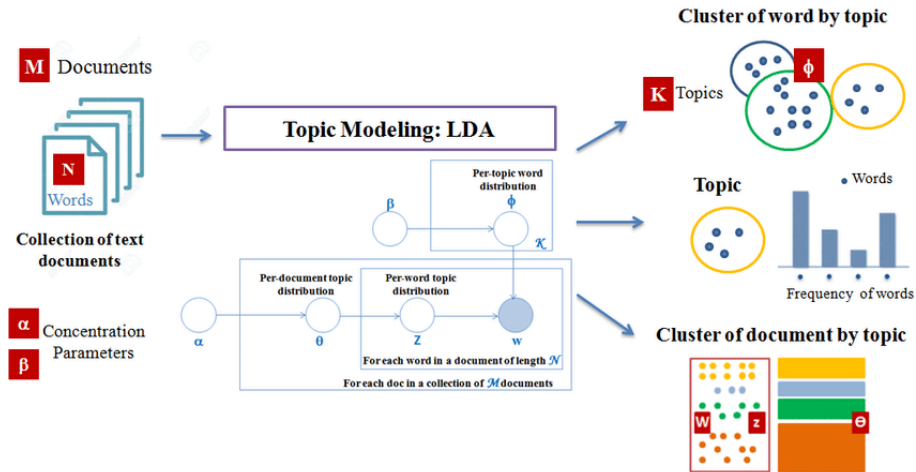 M Documents
N
Words
Collection of text
documents
α Concentration
β Parameters
Topic Modeling: LDA
Per-topic word
distribution
β
ϕ
K
Per-document topic
distribution
Per-word topic
distribution
α
θ
Z
w
For each word in a document of length N
For each doc in a collection of M documents
Cluster of word by topic
ϕ
K Topics
Topic
Words
Frequency of words
Cluster of document by topic
W
z
Θ